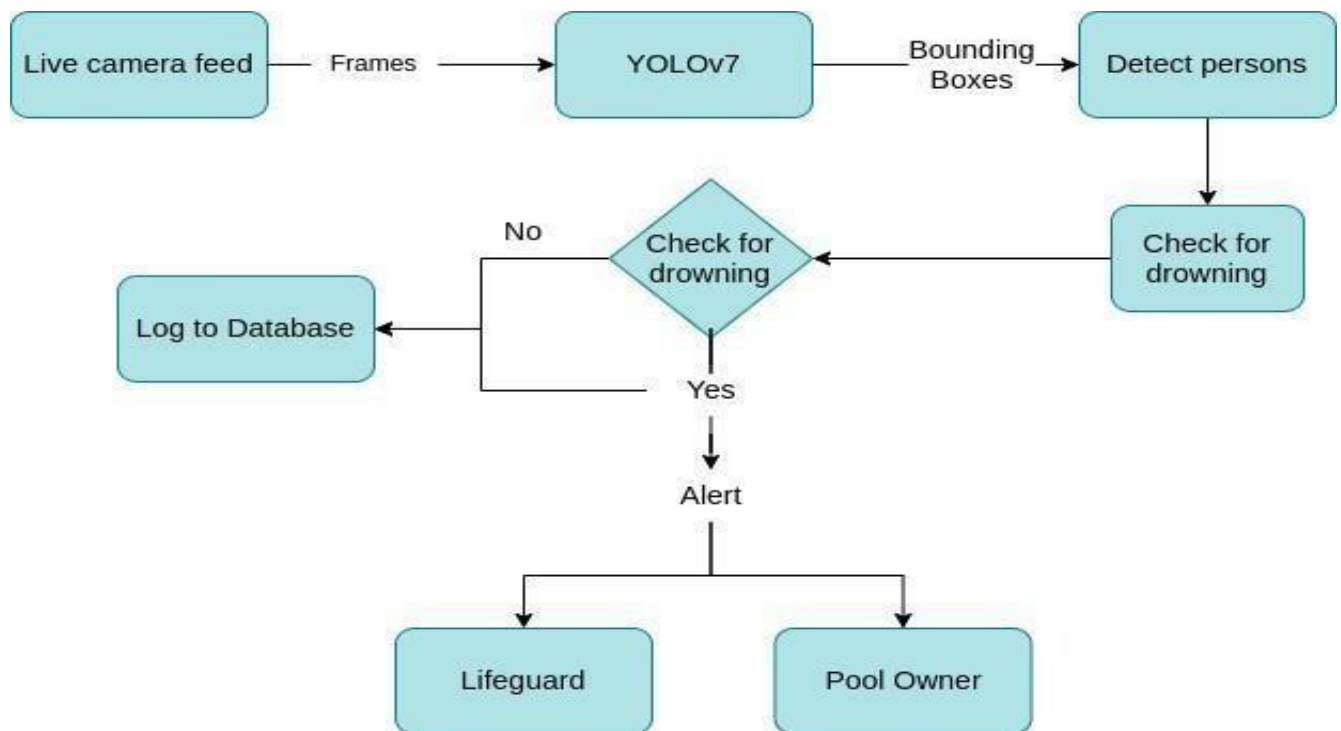 Live camera feed
Frames
YOLOv7
Bounding
Boxes
Detect persons
Check for
drowning
Check for
drowning
No
Log to Database
Yes
Alert
Lifeguard
Pool Owner